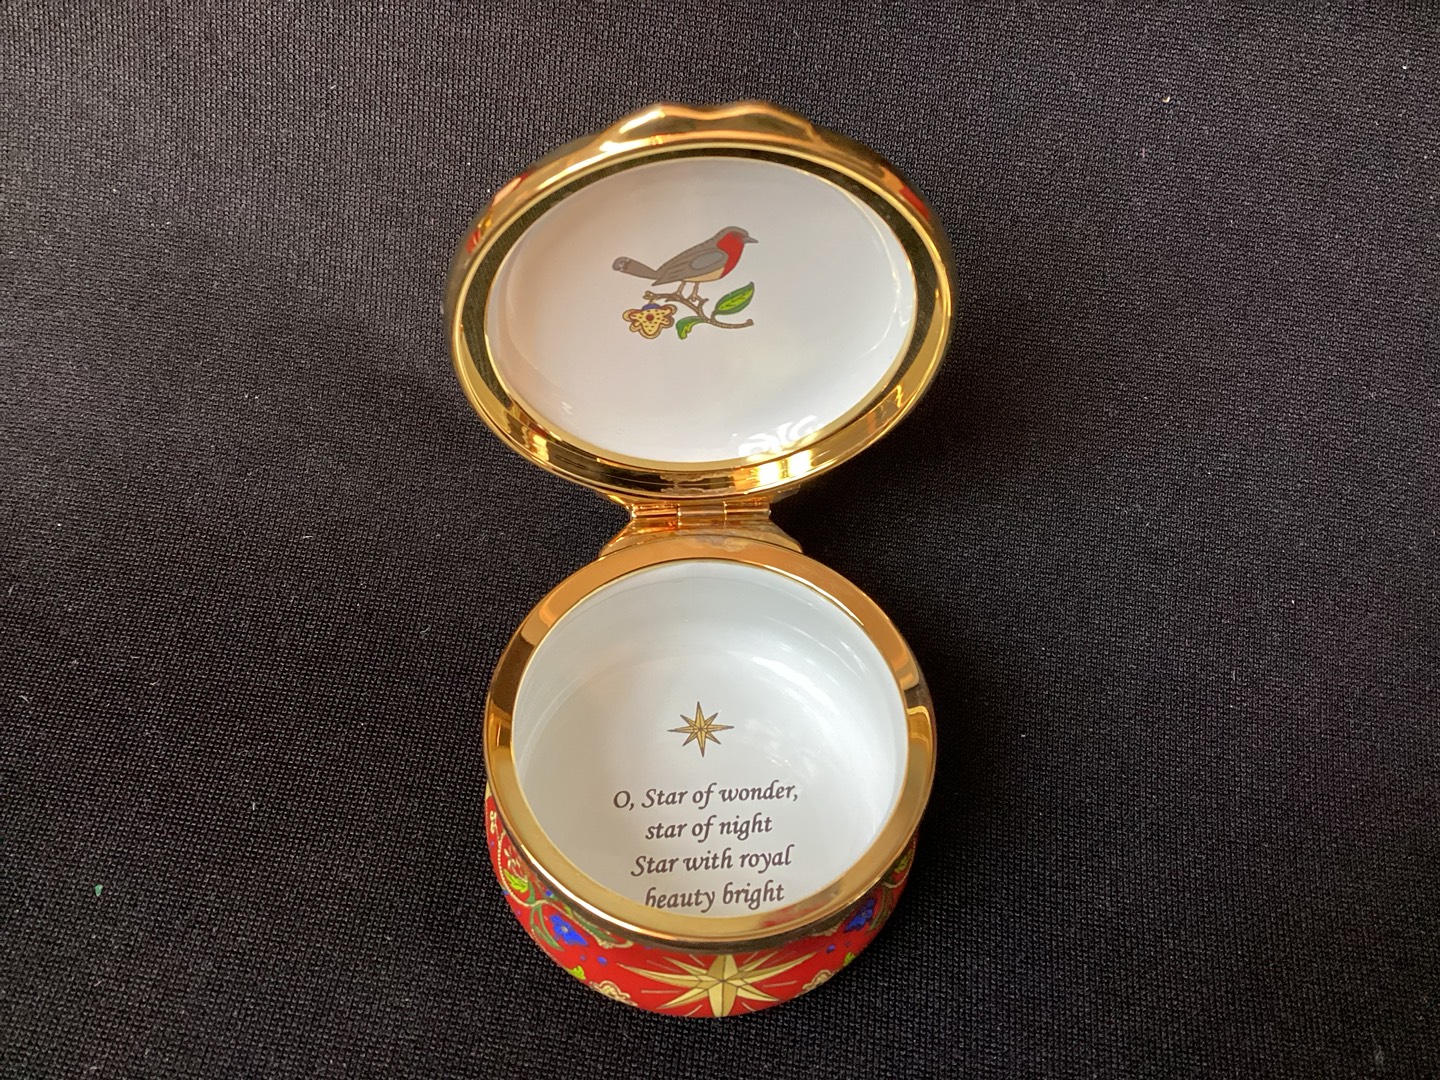 O, Star of wonder,
star of night
Star with royal
beauty bright